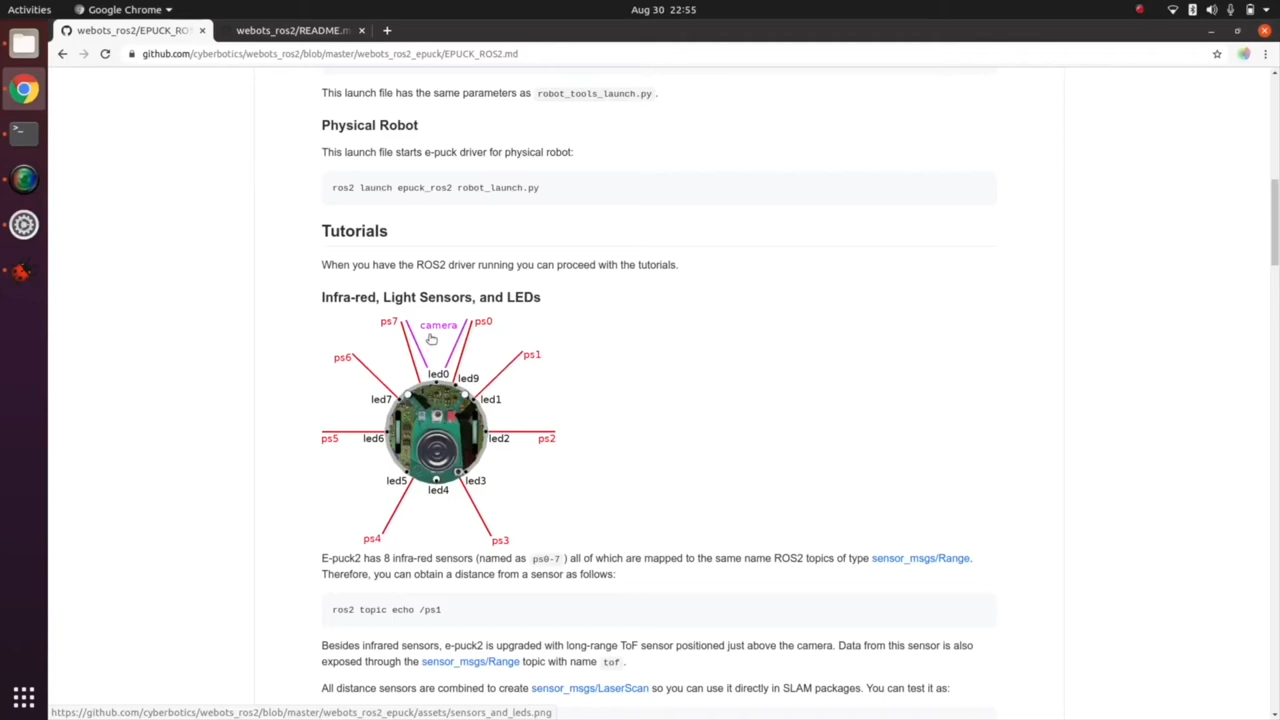 Activities
Google Chrome
Aug 30 22:55
webots_ros2/EPUCK_ROS
webots_ros2/README.m
github.com/cyberbotics/webots_ros2/blob/master/webots_ros2_epuck/EPUCK_ROS2.md
This launch file has the same parameters as robot_tools_launch.py.
Physical Robot
This launch file starts e-puck driver for physical robot:
ros2 launch epuck_ros2 robot_launch.py
Tutorials
When you have the ROS2 driver running you can proceed with the tutorials.
Infra-red, Light Sensors, and LEDs
ps7 camera ps0
ps6 ps1
led0 led9
led7 led1
ps5 led6 led2 ps2
led5 led3
led4
ps4 ps3
E-puck2 has 8 infra-red sensors (named as ps0-7) all of which are mapped to the same name ROS2 topics of type sensor_msgs/Range.
Therefore, you can obtain a distance from a sensor as follows:
ros2 topic echo /ps1
Besides infrared sensors, e-puck2 is upgraded with long-range ToF sensor positioned just above the camera. Data from this sensor is also
exposed through the sensor_msgs/Range topic with name tof.
All distance sensors are combined to create sensor_msgs/LaserScan so you can use it directly in SLAM packages. You can test it as:
https://github.com/cyberbotics/webots_ros2/blob/master/webots_ros2_epuck/assets/sensors_and_leds.png